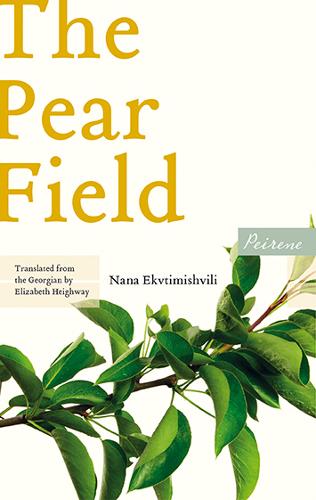 The
Pear
Field
Peirene
Translated from
the Georgian by
Elizabeth Heighway
Nana Ekvtimishvili